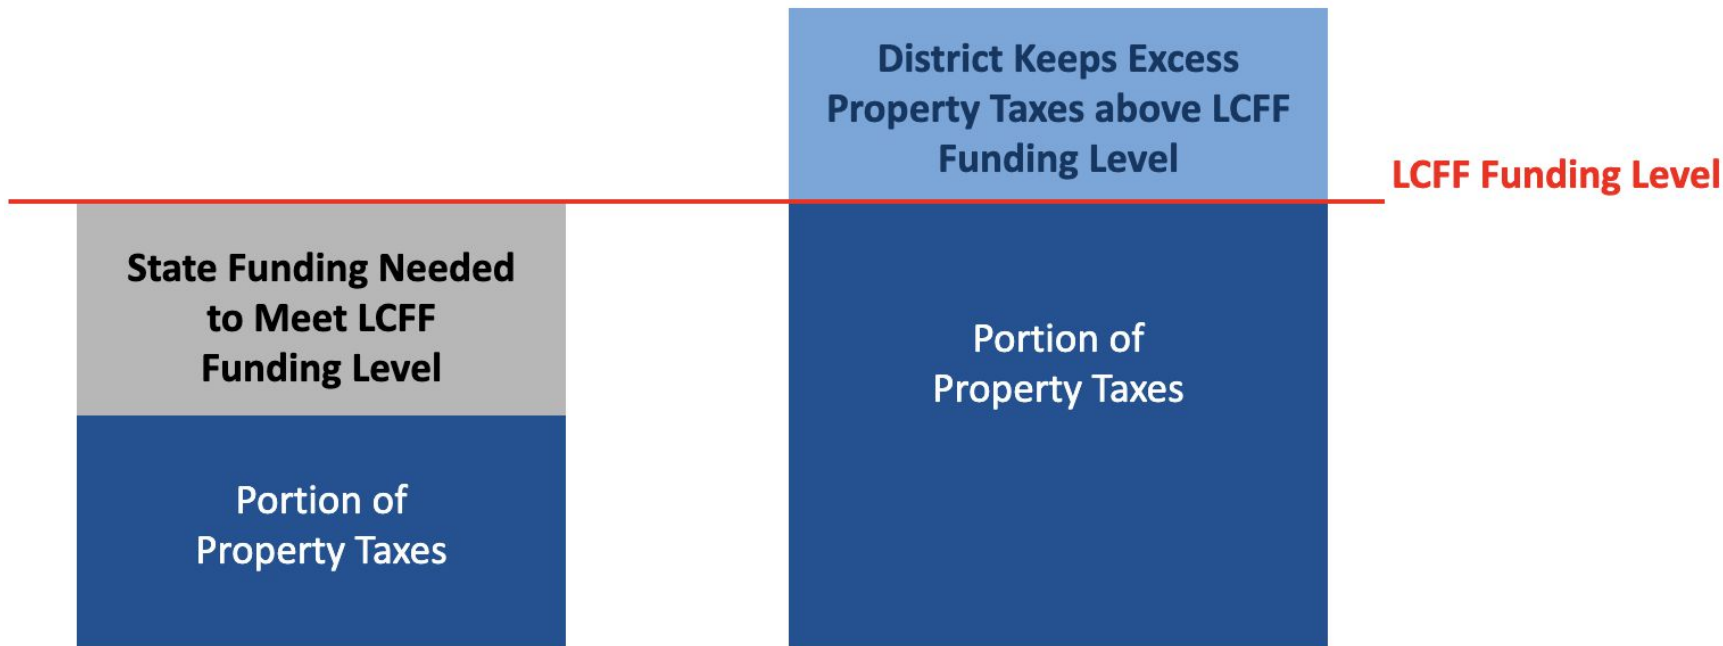 District Keeps Excess
Property Taxes above LCFF
Funding Level
LCFF Funding Level
State Funding Needed
to Meet LCFF
Funding Level
Portion of
Property Taxes
Portion of
Property Taxes